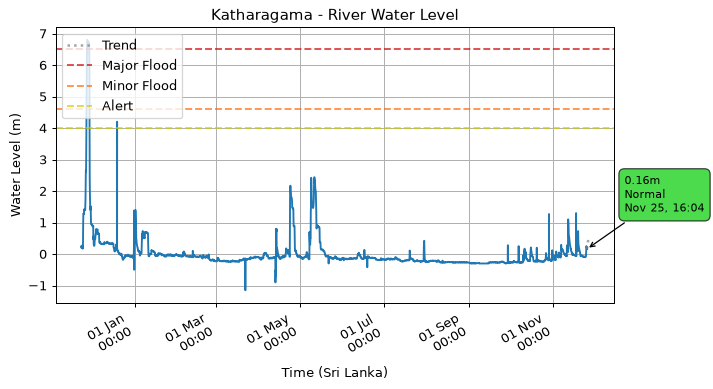 Katharagama - River Water Level
Trend
Major Flood
Minor Flood
Alert
7
6
5
4
3
2
1
0
−1
Water Level (m)
0.16m
Normal
Nov 25, 16:04
01 Jan
00:00
01 Mar
00:00
01 May
00:00
01 Jul
00:00
01 Sep
00:00
01 Nov
00:00
Time (Sri Lanka)